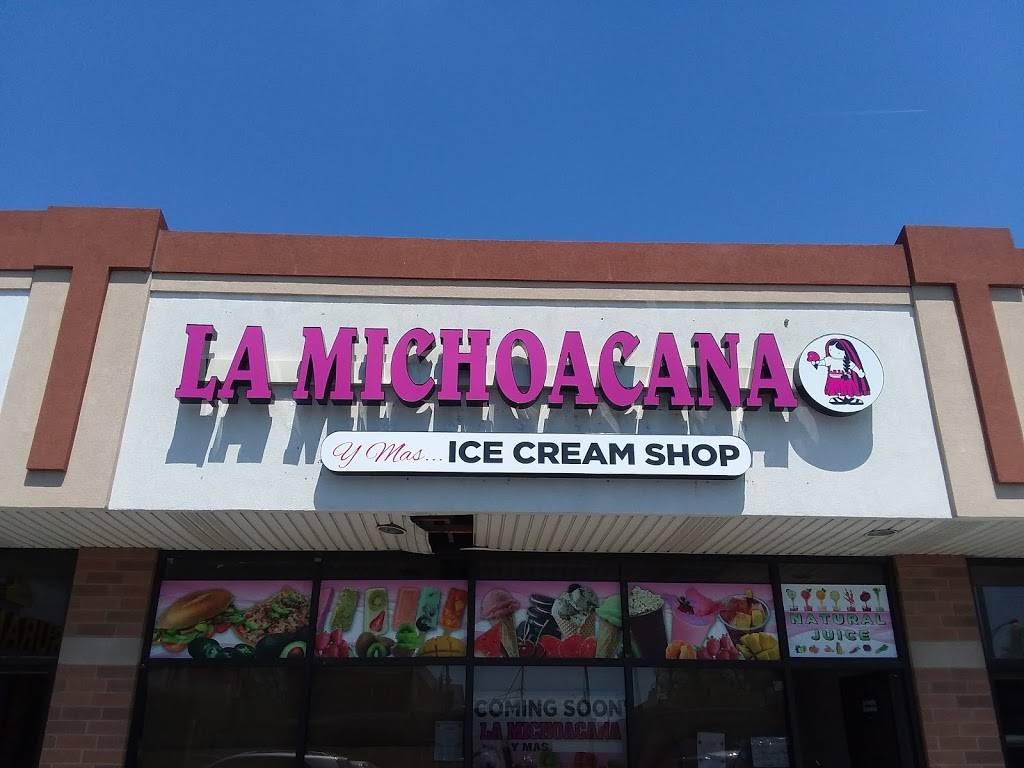 LA MICHOACANA
Y Mas... ICE CREAM SHOP
NATURAL
JUICE
COMING SOON
LA MICHOACANA
Y MAS